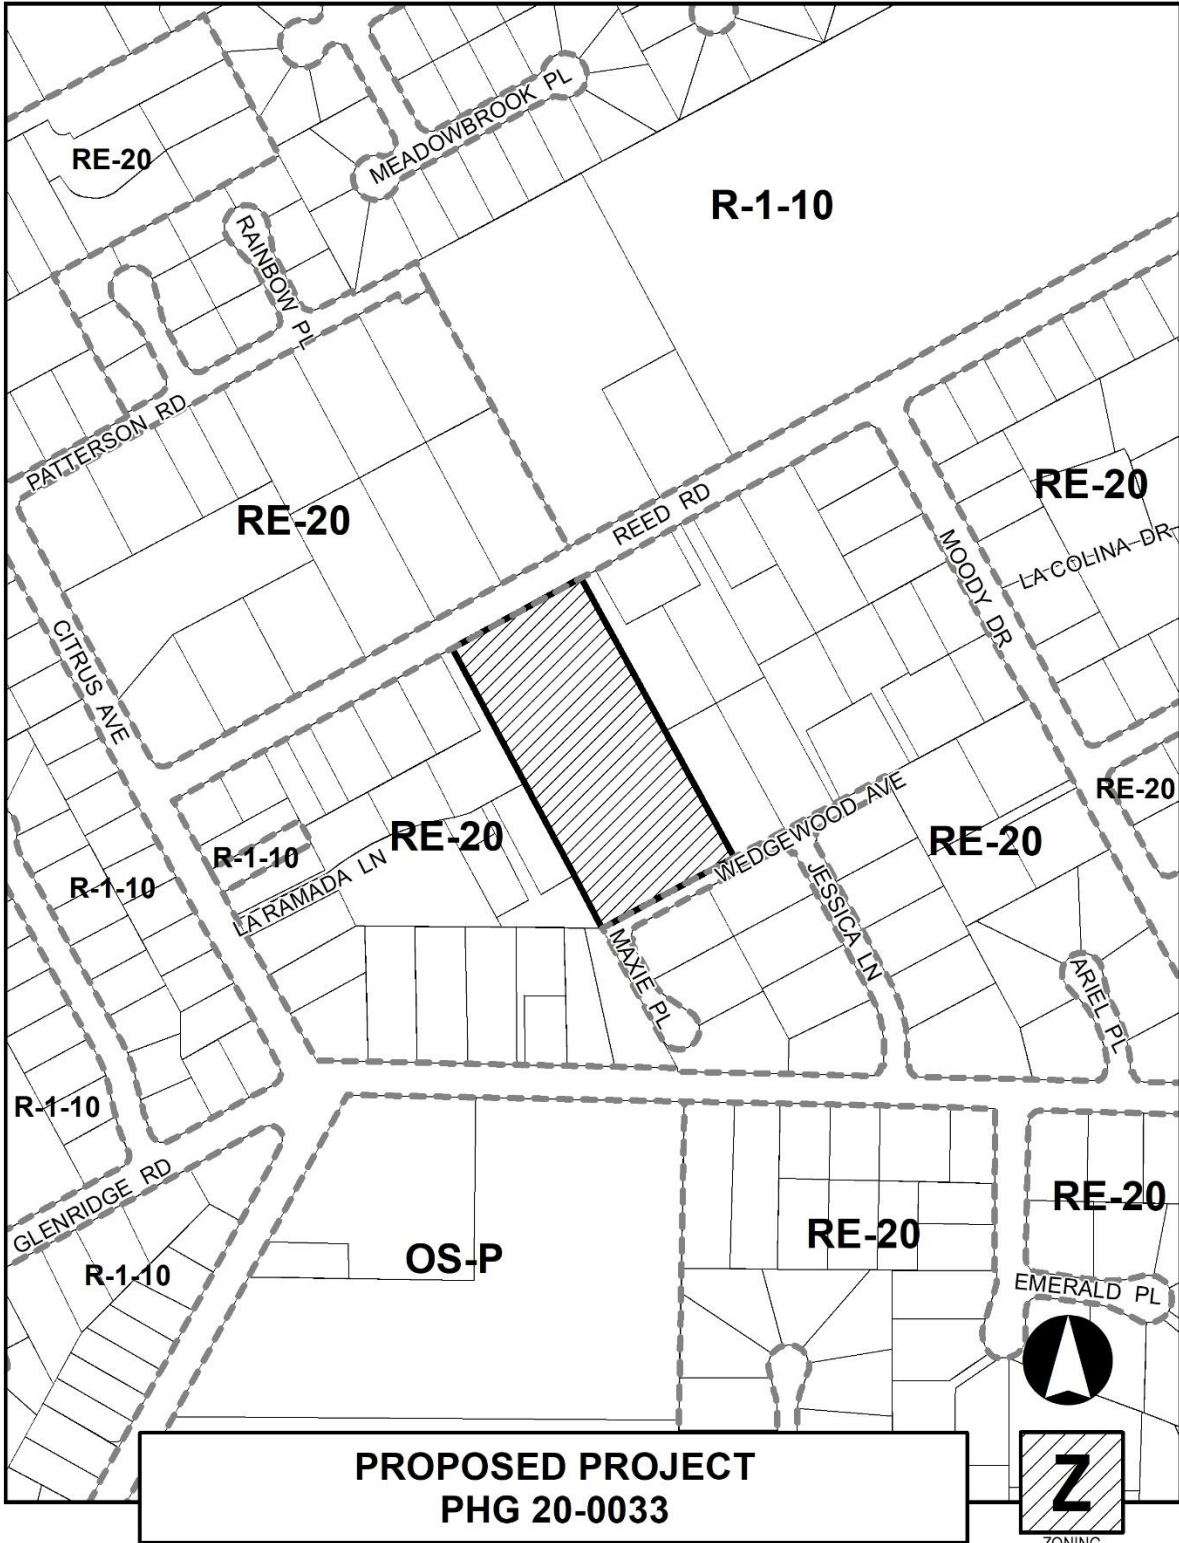 MEADOWBROOK PL
RE-20
R-1-10
RAINBOW PL
PATTERSON RD
RE-20
REED RD
RE-20
LA COLINA DR
MOODY DR
CITRUS AVE
RE-20
WEDGEWOOD AVE
RE-20
RE-20
R-1-10
R-1-10
LA RAMADA LN
JESSICA LN
MAXIE PL
ARIEL PL
R-1-10
GLENRIDGE RD
RE-20
RE-20
OS-P
R-1-10
EMERALD PL
PROPOSED PROJECT
PHG 20-0033
Z
ZONING